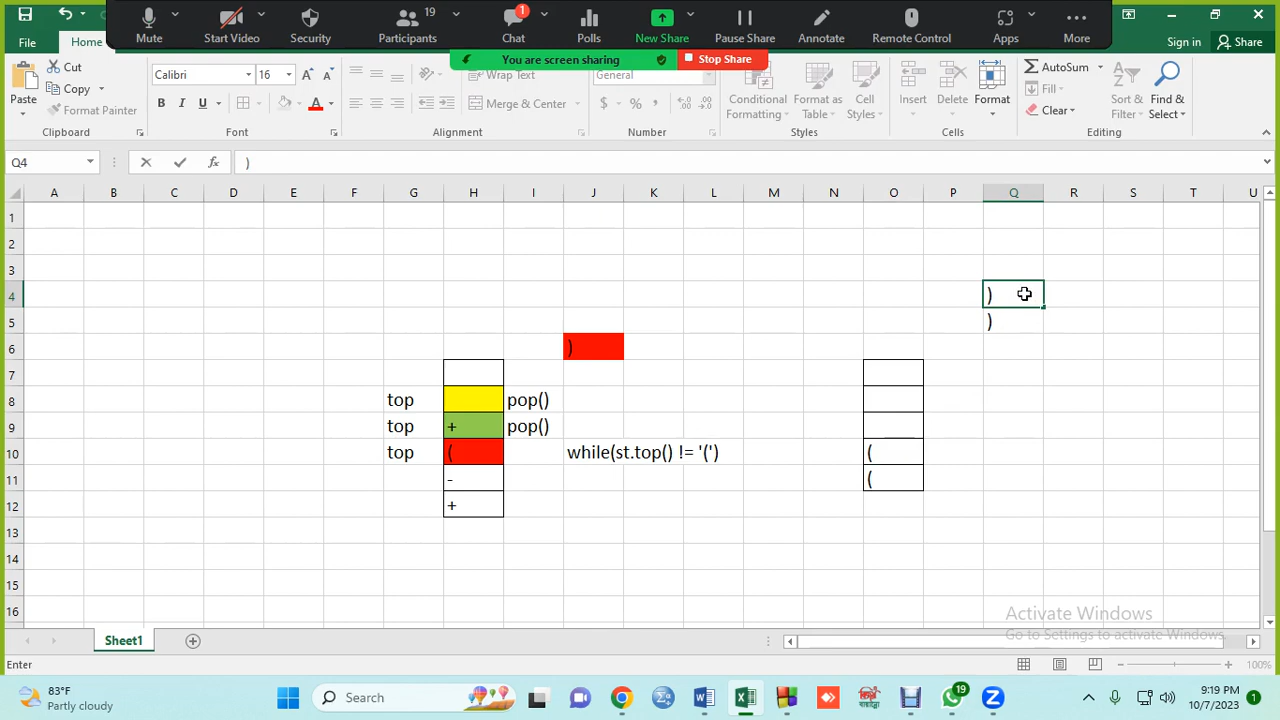 Mute
Start Video
Security
Participants 19
Chat 1
Polls
New Share
Pause Share
Annotate
Remote Control
Apps
More
You are screen sharing
Stop Share
File
Home
Sign in
Share
Paste
Cut
Copy
Format Painter
Clipboard
Calibri
16
A A
B I U
A
Font
Wrap Text
Merge & Center
Alignment
General
$ % ,
Number
Conditional
Formatting
Format as
Table
Cell
Styles
Styles
Insert
Delete
Format
Cells
AutoSum
Fill
Clear
Sort &
Filter
Find &
Select
Editing
Q4
fx
)
A B C D E F G H I J K L M N O P Q R S T U
1
2
3
4 )
5 )
6 )
7
8 top pop()
9 top + pop()
10 top ( while(st.top() != '(') (
11 - (
12 +
13
14
15
16
Activate Windows
Go to Settings to activate Windows.
Sheet1
Enter
100%
83°F
Partly cloudy
Search
19
9:19 PM
10/7/2023
1